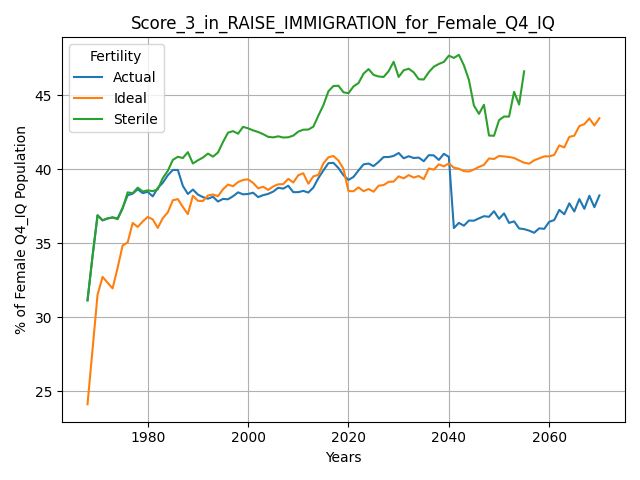 Score_3_in_RAISE_IMMIGRATION_for_Female_Q4_IQ
Fertility
Actual
Ideal
Sterile
% of Female Q4_IQ Population
45
40
35
30
25
1980
2000
2020
2040
2060
Years